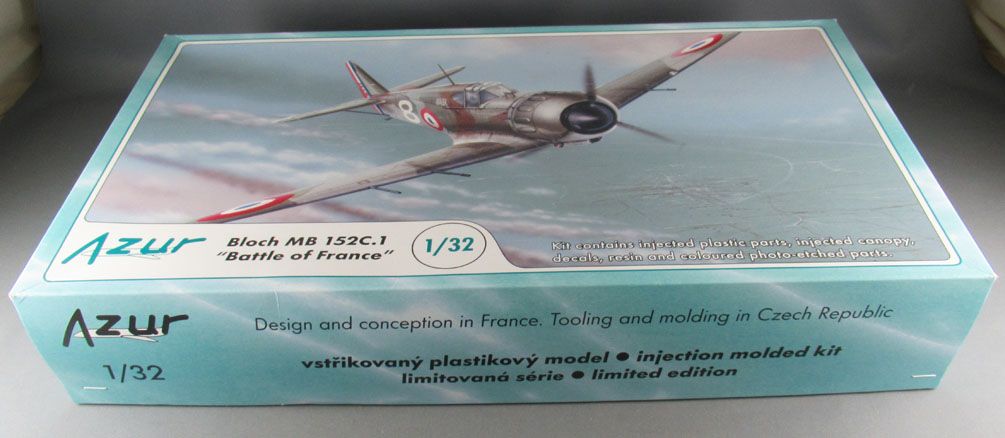 8
Azur
Bloch MB 152C.1
"Battle of France"
1/32
Kit contains injected plastic parts, injected canopy,
decals, resin and coloured photo-etched parts.
Azur
1/32
Design and conception in France. Tooling and molding in Czech Republic
vstřikovaný plastikový model ● injection molded kit
limitovaná série ● limited edition